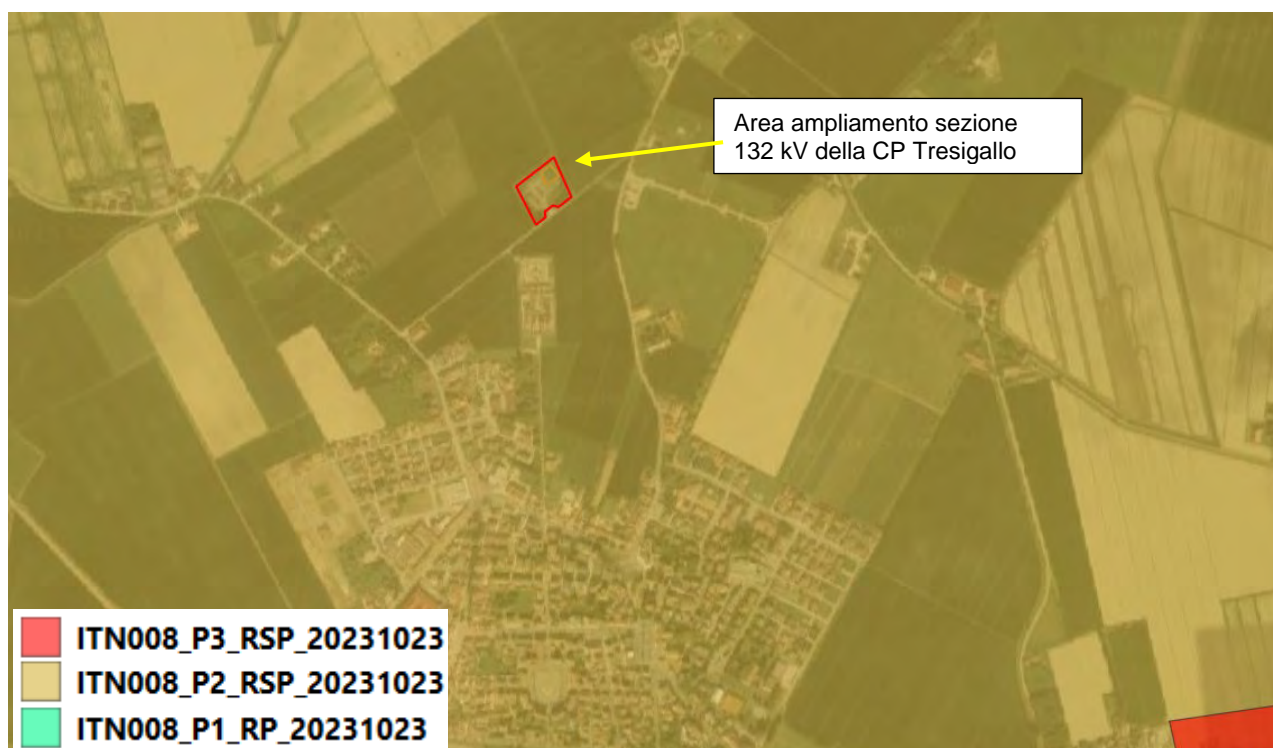 Area ampliamento sezione
132 kV della CP Tresigallo
ITN008_P3_RSP_20231023
ITN008_P2_RSP_20231023
ITN008_P1_RP_20231023